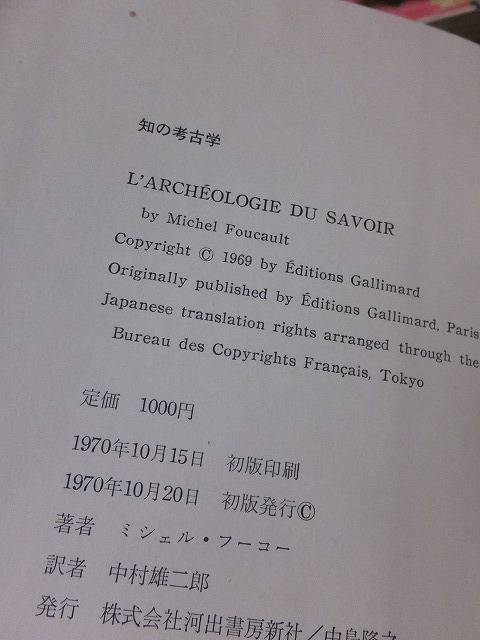 知の考古学
L'ARCHÉOLOGIE DU SAVOIR
by Michel Foucault
Copyright © 1969 by Éditions Gallimard
Originally published by Éditions Gallimard, Paris
Japanese translation rights arranged through the
Bureau des Copyrights Français, Tokyo
定価 1000円
1970年10月15日 初版印刷
1970年10月20日 初版発行©
著者 ミシェル・フーコー
訳者 中村雄二郎
発行 株式会社河出書房新社/中島隆之